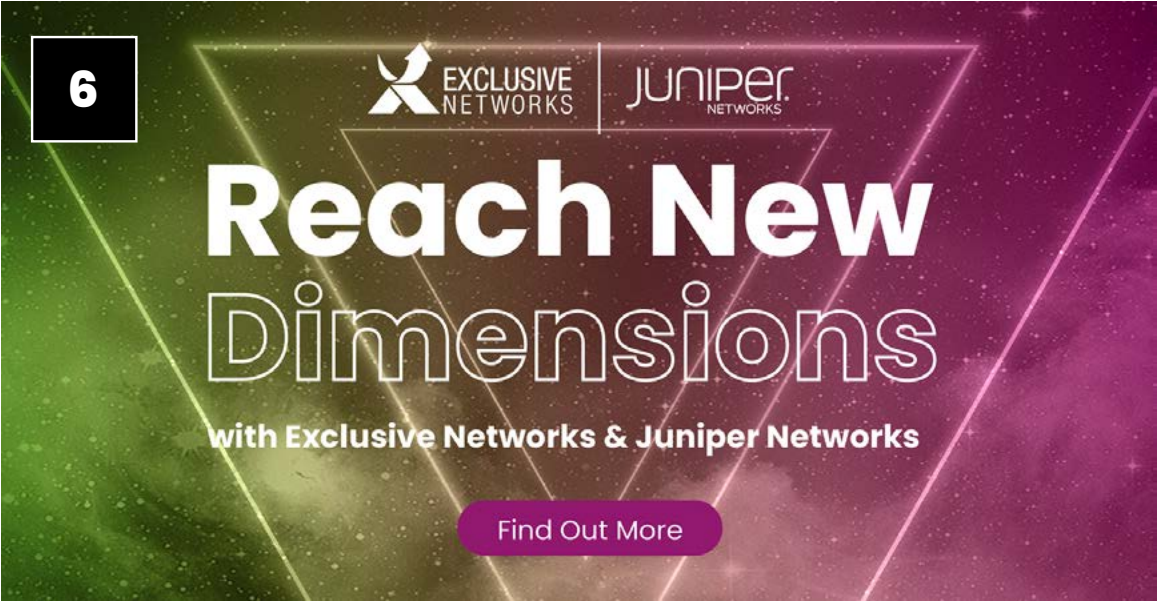 6
EXCLUSIVE
NETWORKS
JUNIPer
NETWORKS
Reach New
Dimensions
with Exclusive Networks & Juniper Networks
Find Out More